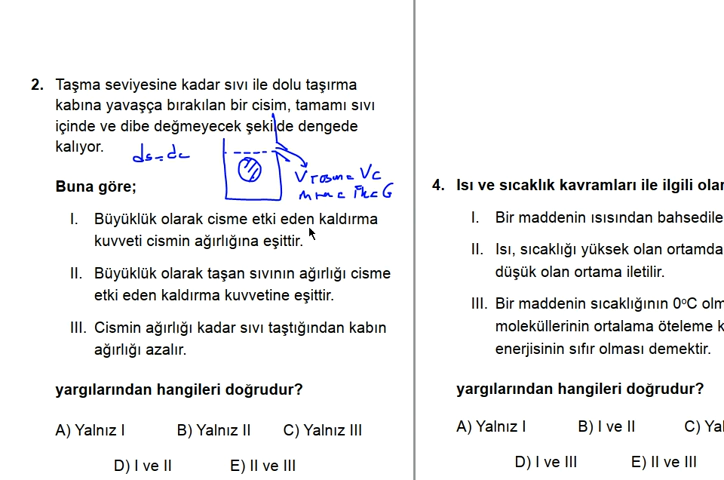 2. Taşma seviyesine kadar sıvı ile dolu taşırma
kabına yavaşça bırakılan bir cisim, tamamı sıvı
içinde ve dibe değmeyecek şekilde dengede
kalıyor.
ds=dc
Vtaşan=Vc
Buna göre;
I. Büyüklük olarak cisme etki eden kaldırma
kuvveti cismin ağırlığına eşittir.
II. Büyüklük olarak taşan sıvının ağırlığı cisme
etki eden kaldırma kuvvetine eşittir.
III. Cismin ağırlığı kadar sıvı taştığından kabın
ağırlığı azalır.
yargılarından hangileri doğrudur?
A) Yalnız I B) Yalnız II C) Yalnız III
D) I ve II E) II ve III
4. Isı ve sıcaklık kavramları ile ilgili
I. Bir maddenin ısısından
II. Isı, sıcaklığı yüksek olan ortamda
düşük olan ortama iletilir.
III. Bir maddenin sıcaklığının 0°C
moleküllerinin ortalama öteleme
enerjisinin sıfır olması demektir.
yargılarından hangileri doğrudur?
A) Yalnız I B) I ve II C)
D) I ve III E) II ve III